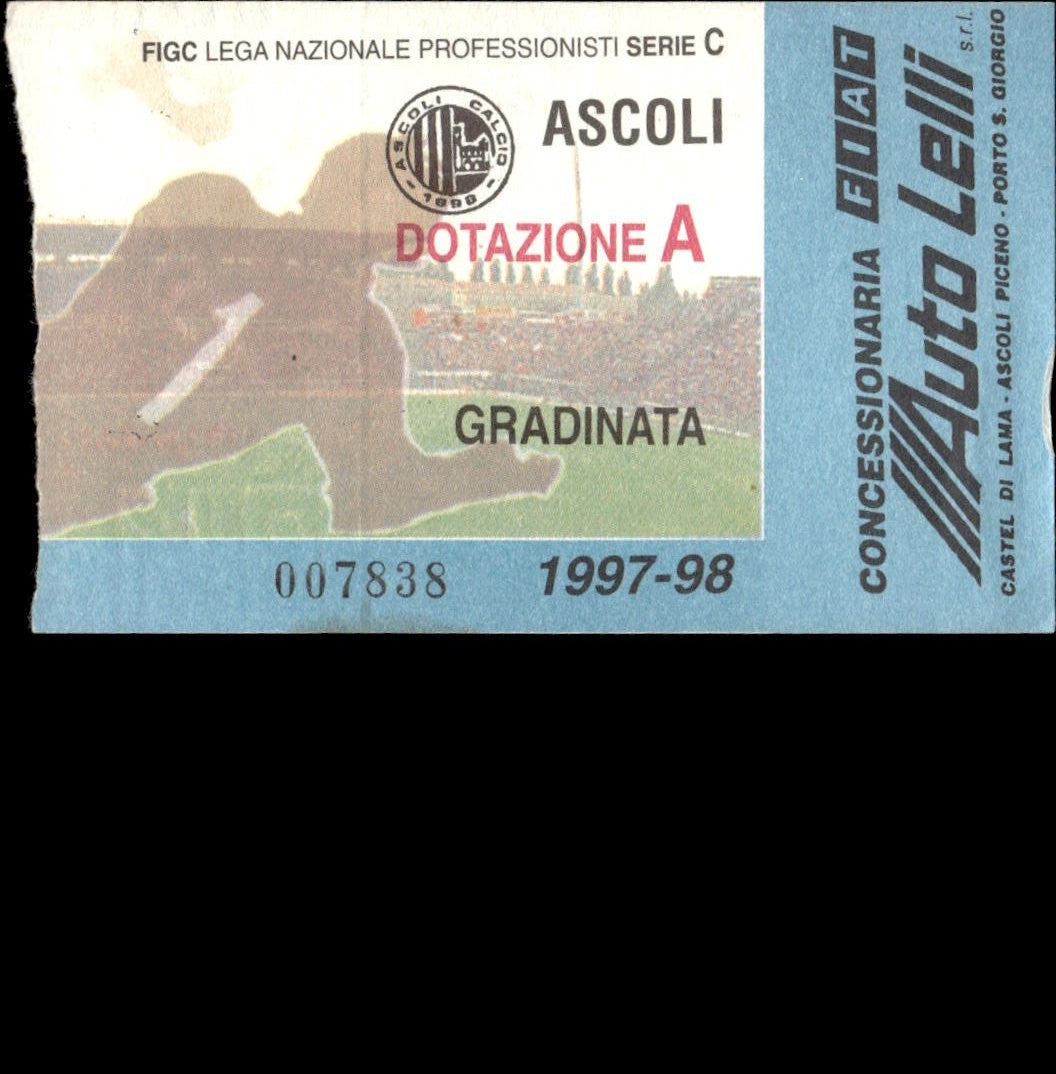 FIGC LEGA NAZIONALE PROFESSIONISTI SERIE C
ASCOLI CALCIO
- 1898 -
ASCOLI
DOTAZIONE A
GRADINATA
007838
1997-98
CONCESSIONARIA FIAT
Auto Lelli s.r.l.
CASTEL DI LAMA - ASCOLI PICENO - PORTO S. GIORGIO